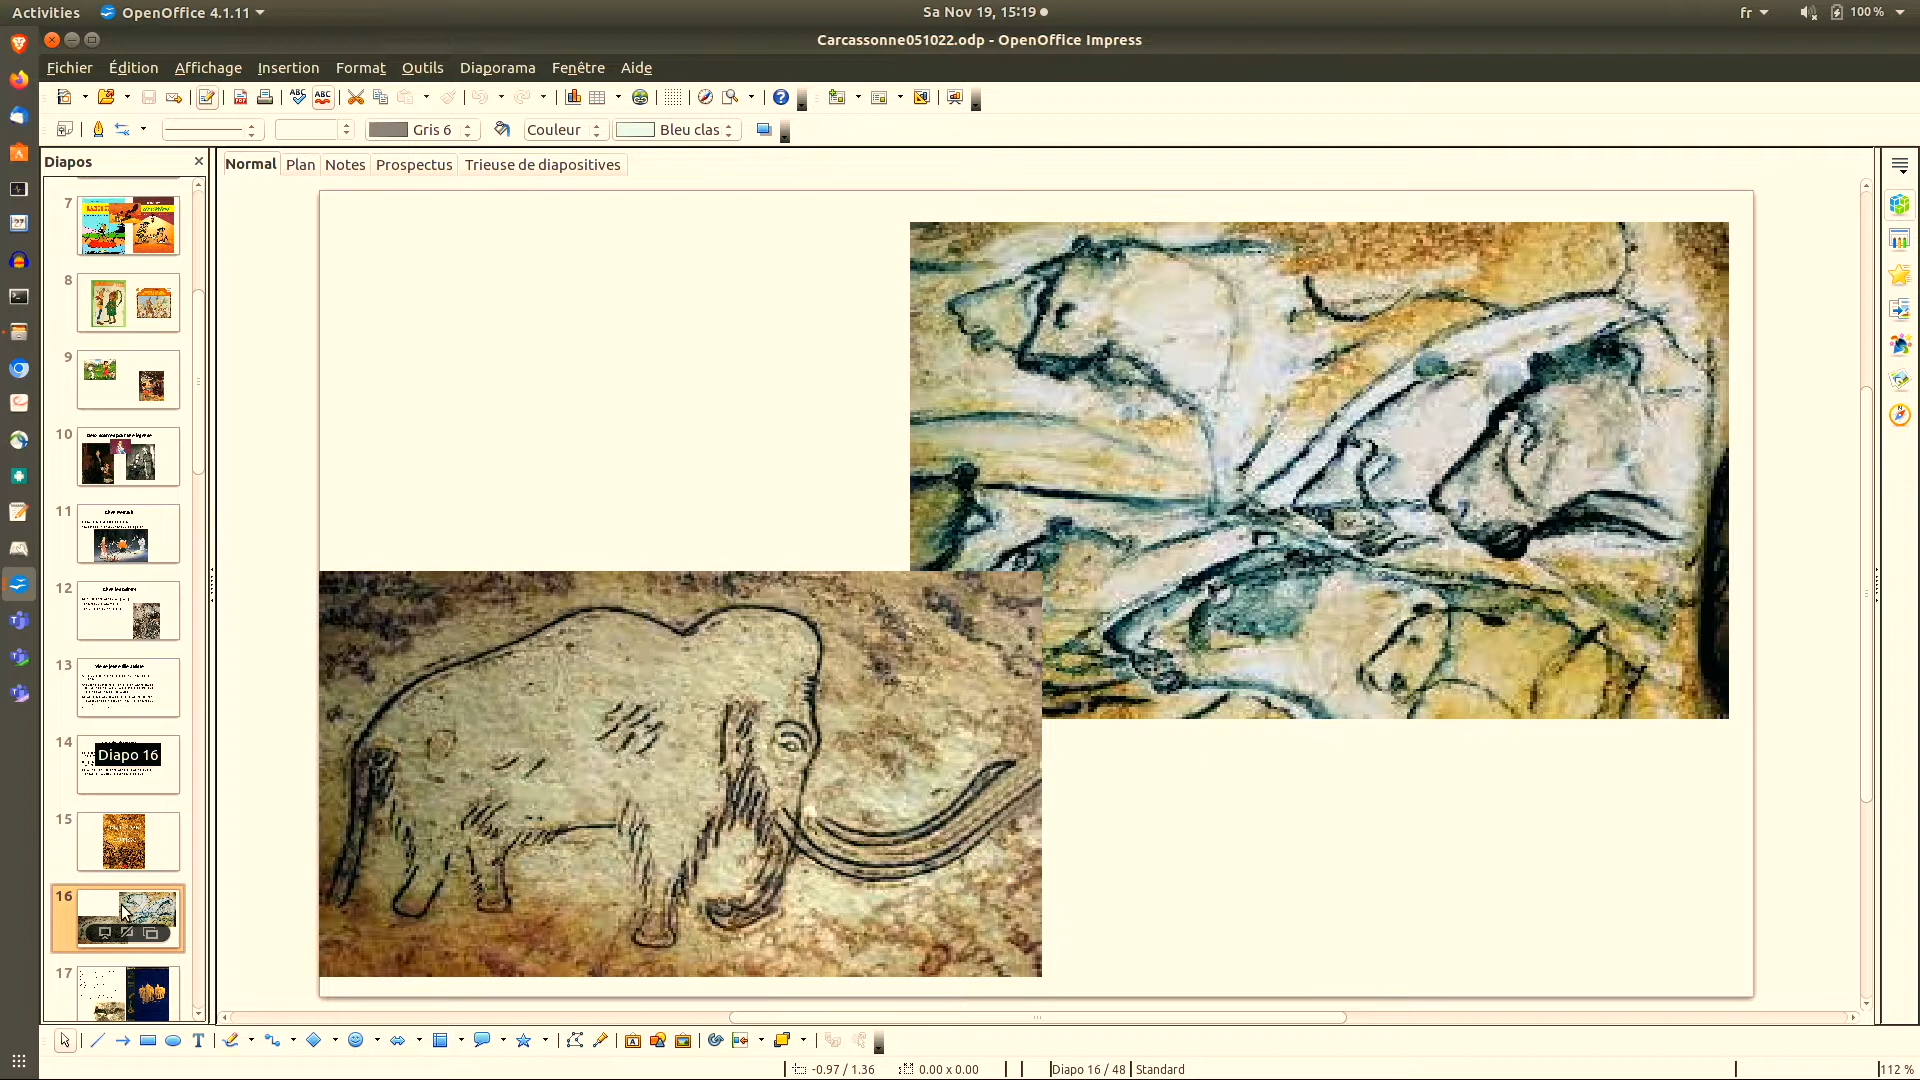 Activities
OpenOffice 4.1.11
Sa Nov 19, 15:19
fr
100 %
Carcassonne051022.odp - OpenOffice Impress
Fichier Édition Affichage Insertion Format Outils Diaporama Fenêtre Aide
Gris 6
Couleur
Bleu clas
Diapos
Normal Plan Notes Prospectus Trieuse de diapositives
7
8
9
10
11
12
13
14
Diapo 16
15
16
17
-0.97 / 1.36
0.00 x 0.00
Diapo 16 / 48
Standard
112 %